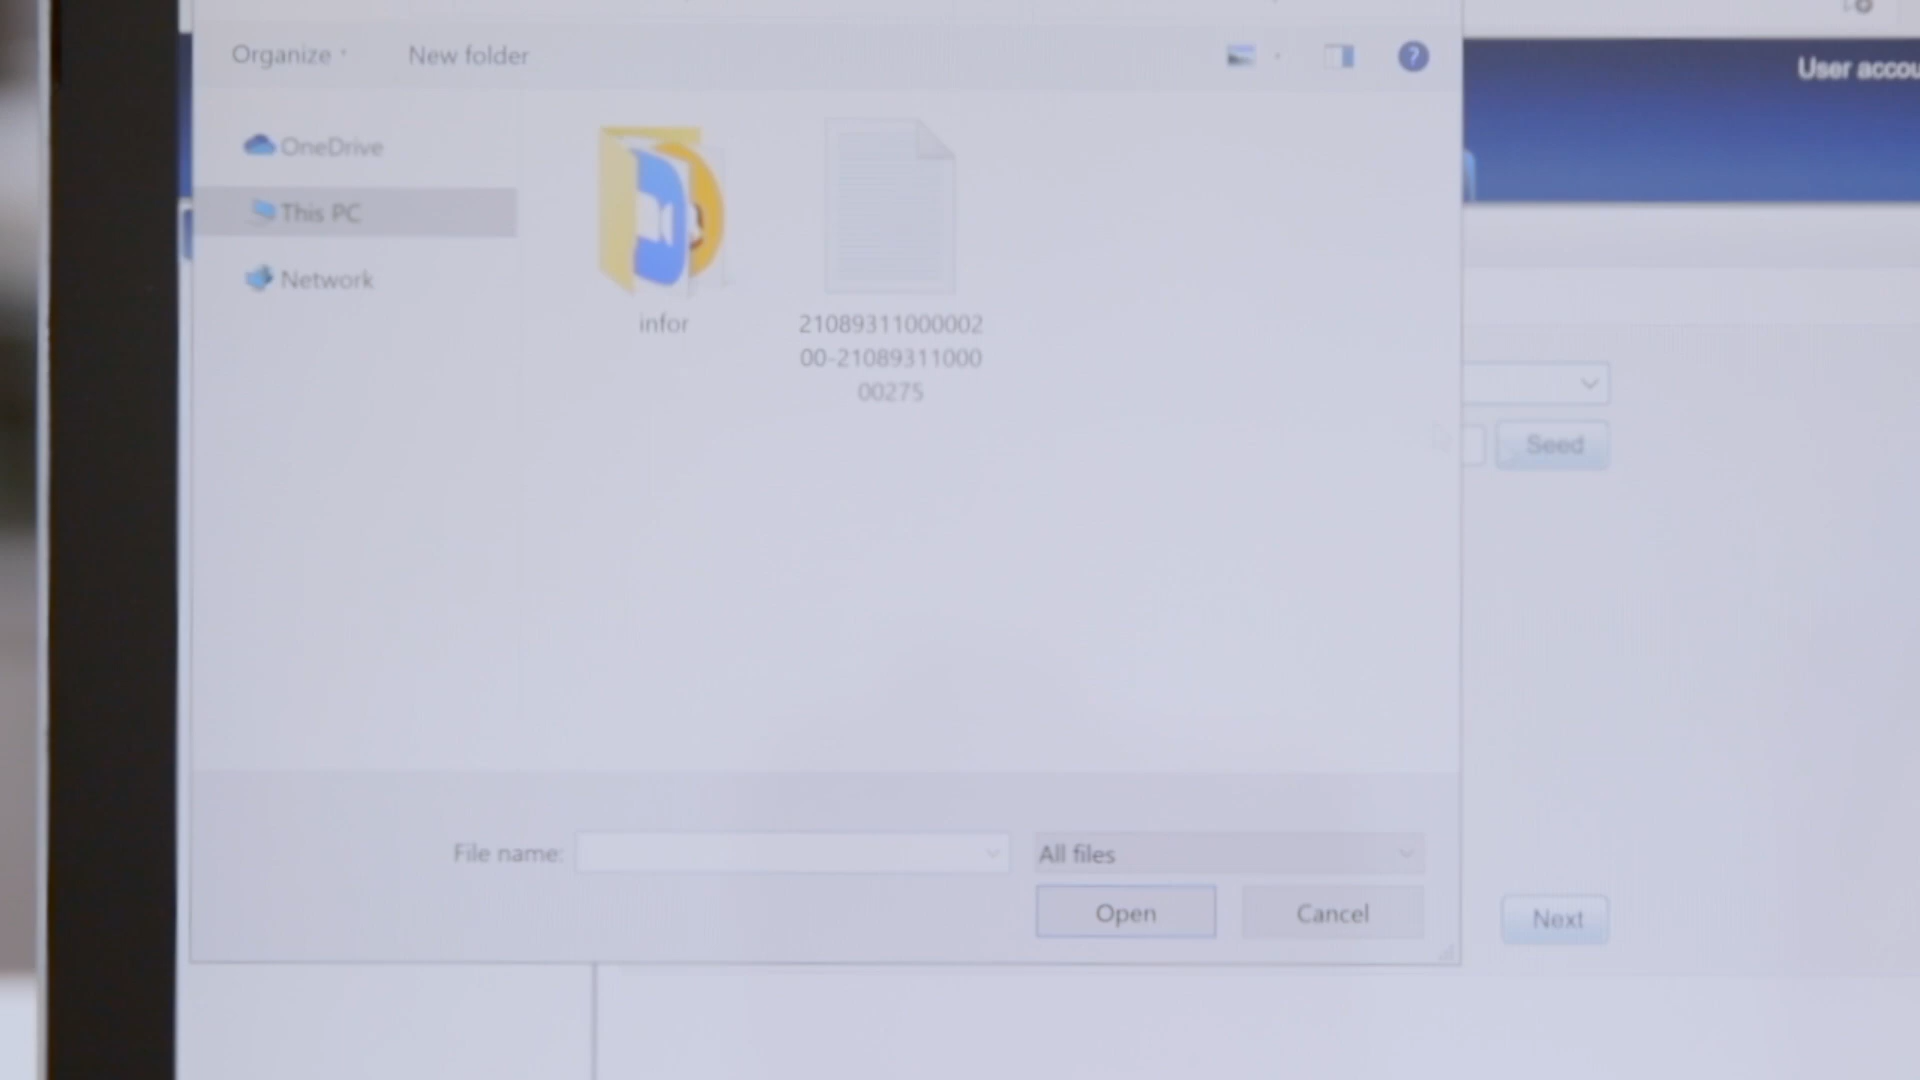 Organize
New folder
?
User accou
OneDrive
This PC
Network
infor
21089311000002
00-21089311000
00275
Seed
File name:
All files
Open
Cancel
Next